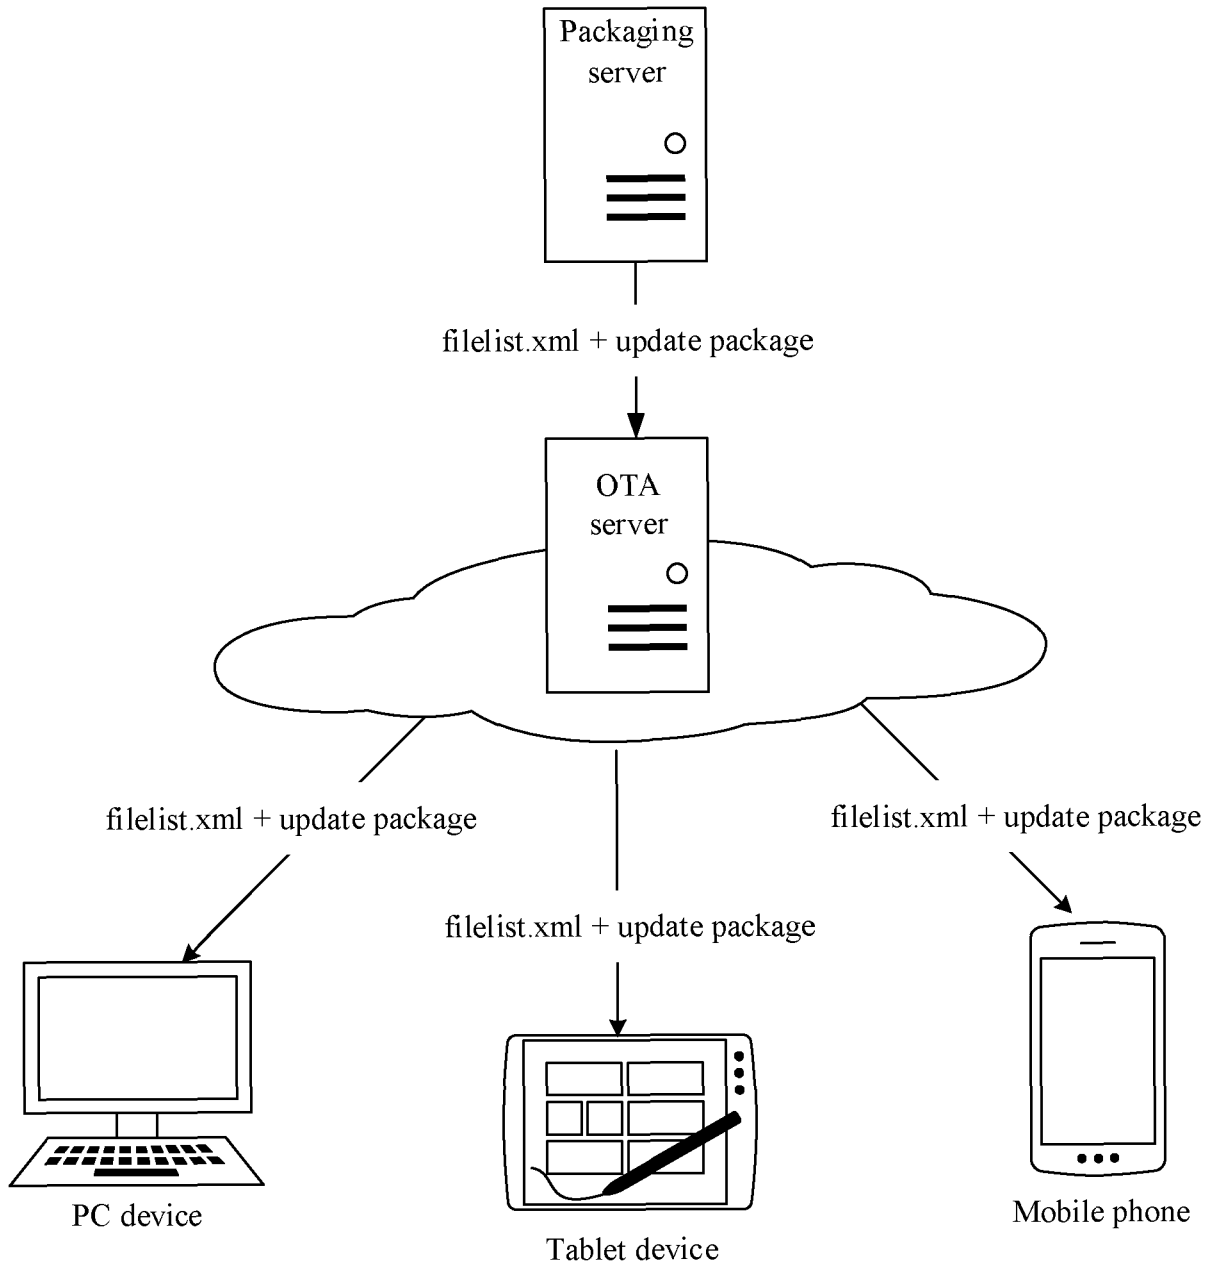 Packaging
server
filelist.xml + update package
OTA
server
filelist.xml + update package
filelist.xml + update package
filelist.xml + update package
PC device
Tablet device
Mobile phone